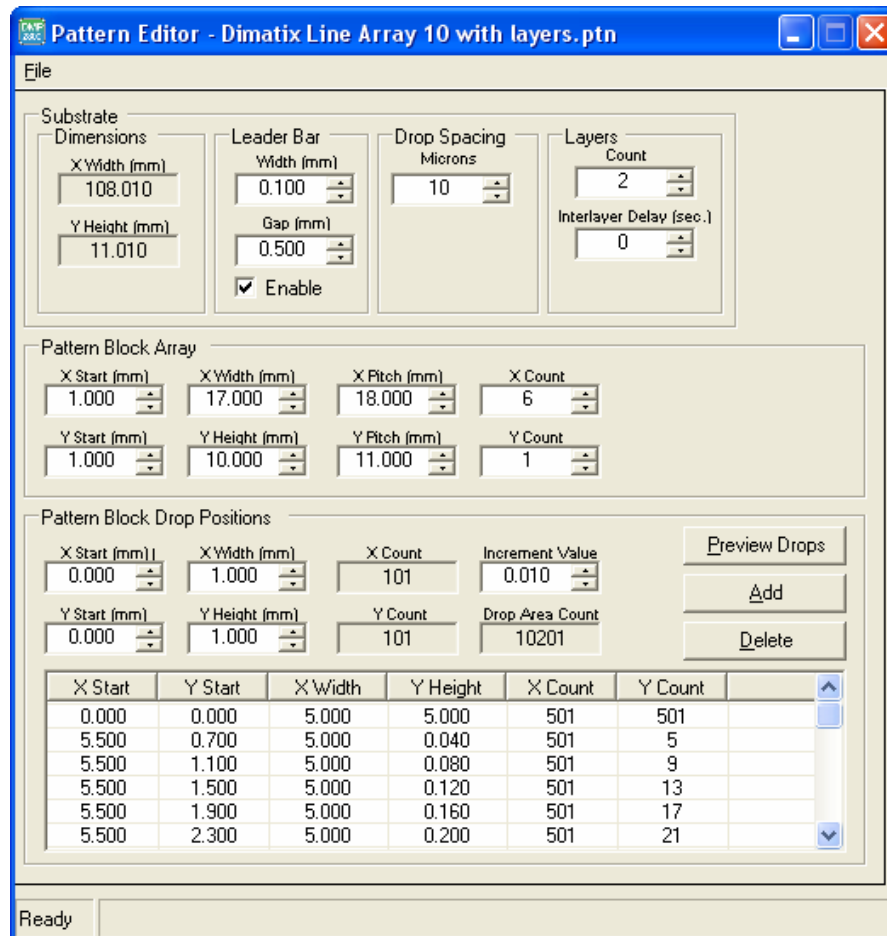 Pattern Editor - Dimatix Line Array 10 with layers.ptn
File
Substrate
Dimensions
X Width (mm)
108.010
Y Height (mm)
11.010
Leader Bar
Width (mm)
0.100
Gap (mm)
0.500
Enable
Drop Spacing
Microns
10
Layers
Count
2
Interlayer Delay (sec.)
0
Pattern Block Array
X Start (mm) X Width (mm) X Pitch (mm) X Count
1.000 17.000 18.000 6
Y Start (mm) Y Height (mm) Y Pitch (mm) Y Count
1.000 10.000 11.000 1
Pattern Block Drop Positions
X Start (mm) X Width (mm) X Count Increment Value
0.000 1.000 101 0.010
Y Start (mm) Y Height (mm) Y Count Drop Area Count
0.000 1.000 101 10201
Preview Drops
Add
Delete
X Start Y Start X Width Y Height X Count Y Count
0.000 0.000 5.000 5.000 501 501
5.500 0.700 5.000 0.040 501 5
5.500 1.100 5.000 0.080 501 9
5.500 1.500 5.000 0.120 501 13
5.500 1.900 5.000 0.160 501 17
5.500 2.300 5.000 0.200 501 21
Ready